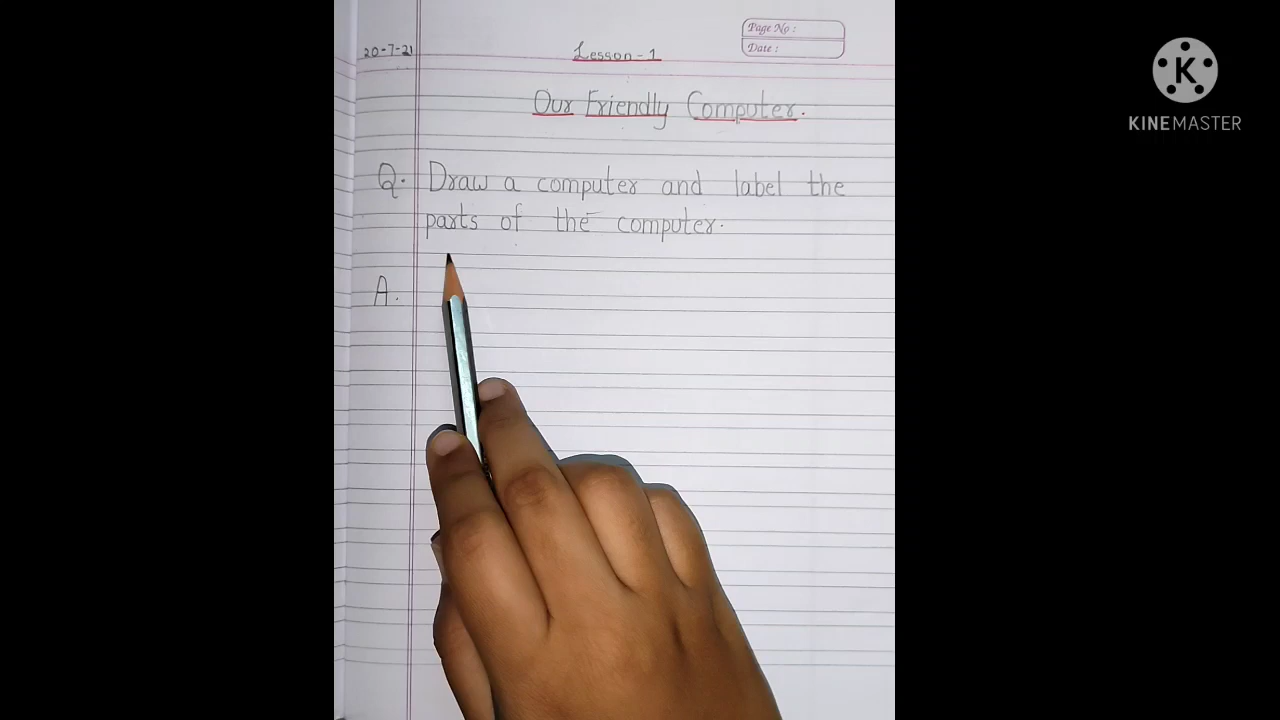 Page No :
20-7-21
Lesson-1
Date :
Our Friendly Computer.
Q. Draw a computer and label the
parts of the computer.
A.
K
KINEMASTER